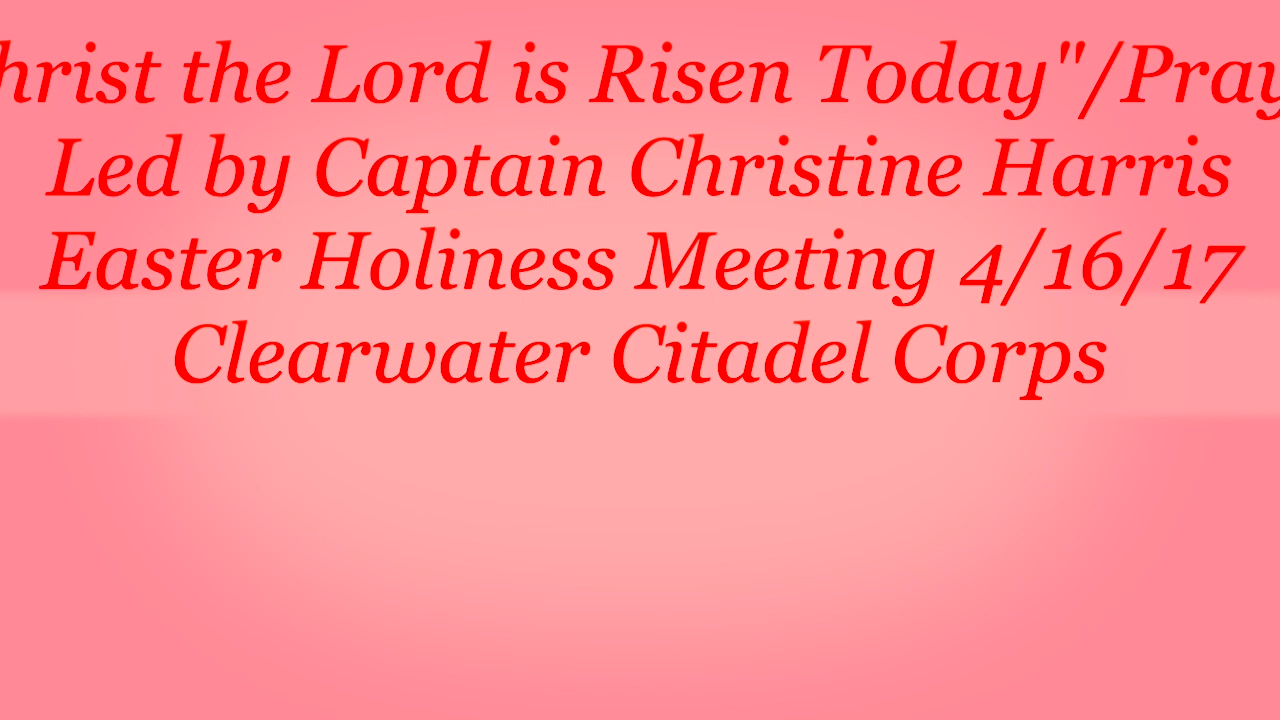 hrist the Lord is Risen Today"/Pray
Led by Captain Christine Harris
Easter Holiness Meeting 4/16/17
Clearwater Citadel Corps